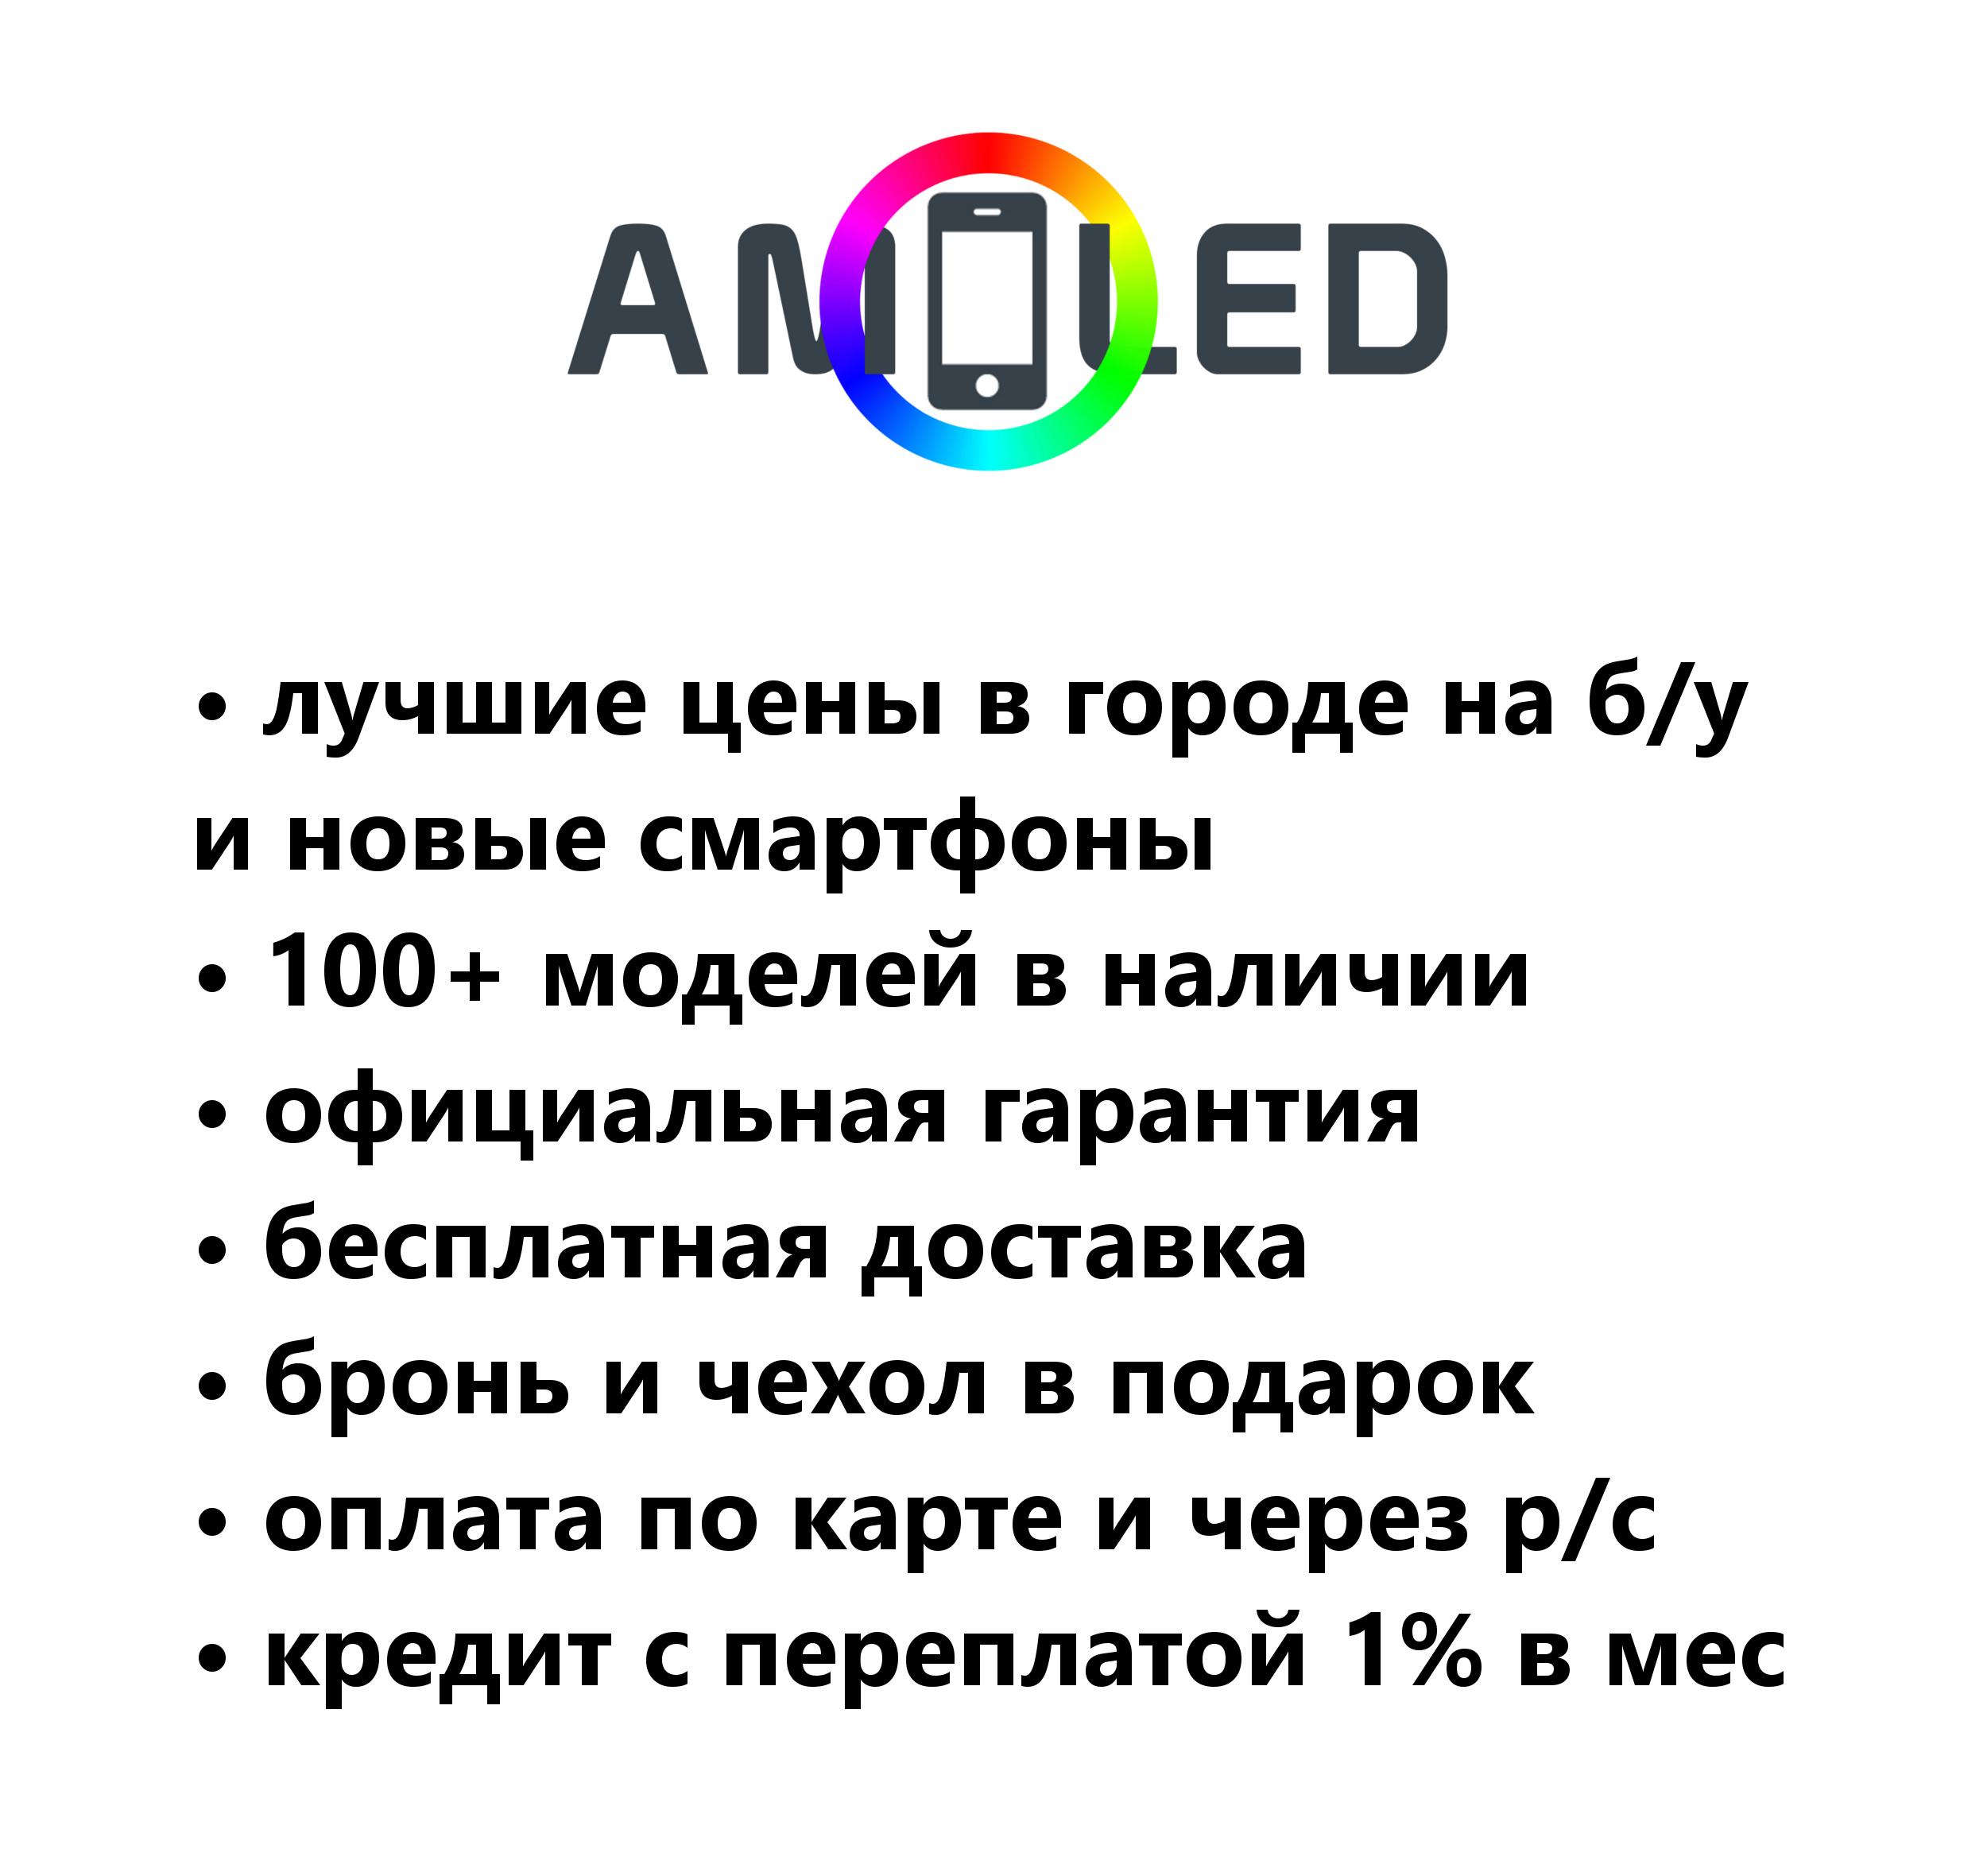 AMOLED
• лучшие цены в городе на б/у
и новые смартфоны
• 100+ моделей в наличии
• официальная гарантия
• бесплатная доставка
• бронь и чехол в подарок
• оплата по карте и через р/с
• кредит с переплатой 1% в мес